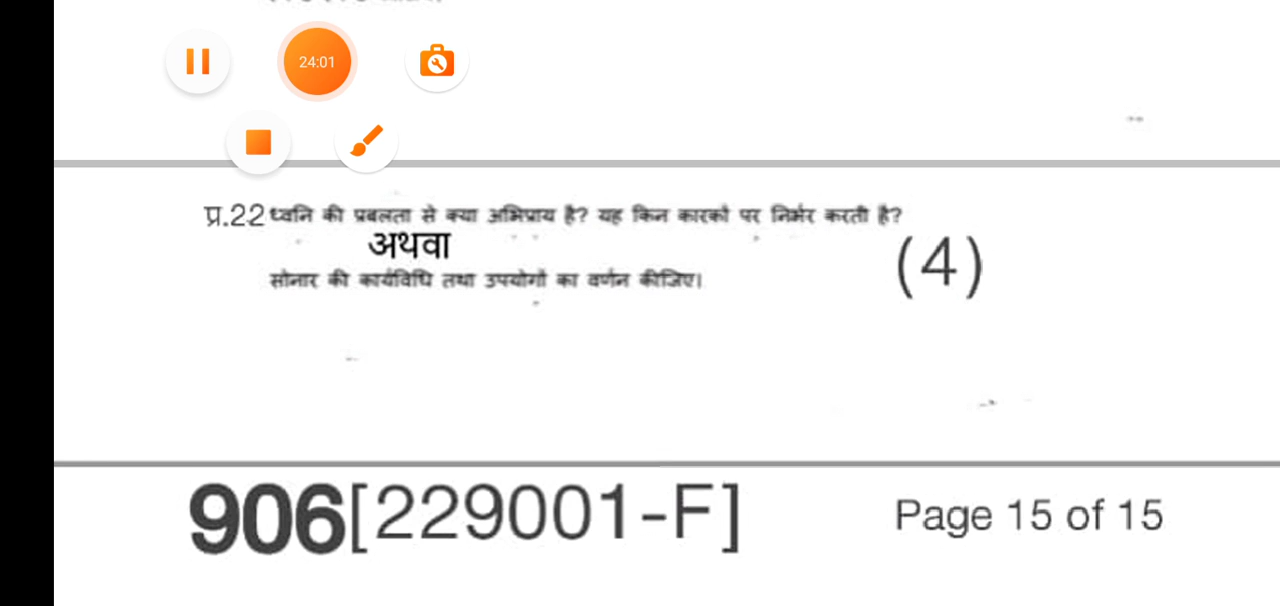 24:01
प्र.22 ध्वनि की प्रबलता से क्या अभिप्राय है? यह किन कारकों पर निर्भर करती है?
अथवा
(4)
सोनार की कार्यविधि तथा उपयोगों का वर्णन कीजिए।
906[229001-F]
Page 15 of 15